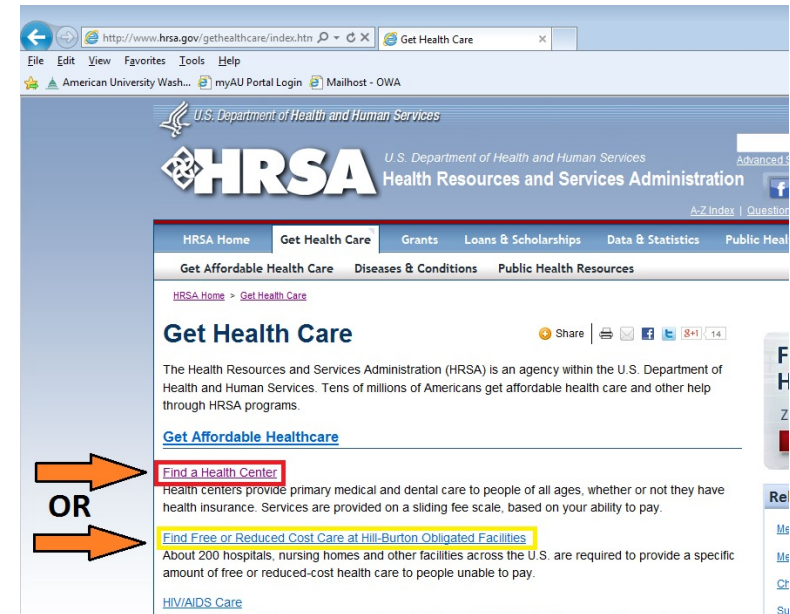 http://www.hrsa.gov/gethealthcare/index.htn
Get Health Care
File Edit View Favorites Tools Help
American University Wash... myAU Portal Login Mailhost - OWA
U.S. Department of Health and Human Services
HRSA
U.S. Department of Health and Human Services
Advanced S
Health Resources and Services Administration
A-Z Index | Question
HRSA Home Get Health Care Grants Loans & Scholarships Data & Statistics Public Heal
Get Affordable Health Care Diseases & Conditions Public Health Resources
HRSA Home > Get Health Care
Get Health Care
Share 14
The Health Resources and Services Administration (HRSA) is an agency within the U.S. Department of
Health and Human Services. Tens of millions of Americans get affordable health care and other help
through HRSA programs.
Get Affordable Healthcare
Find a Health Center
Health centers provide primary medical and dental care to people of all ages, whether or not they have
health insurance. Services are provided on a sliding fee scale, based on your ability to pay.
OR
Find Free or Reduced Cost Care at Hill-Burton Obligated Facilities
About 200 hospitals, nursing homes and other facilities across the U.S. are required to provide a specific
amount of free or reduced-cost health care to people unable to pay.
HIV/AIDS Care
F
H
Z
Re
Me
Me
Ch
Su